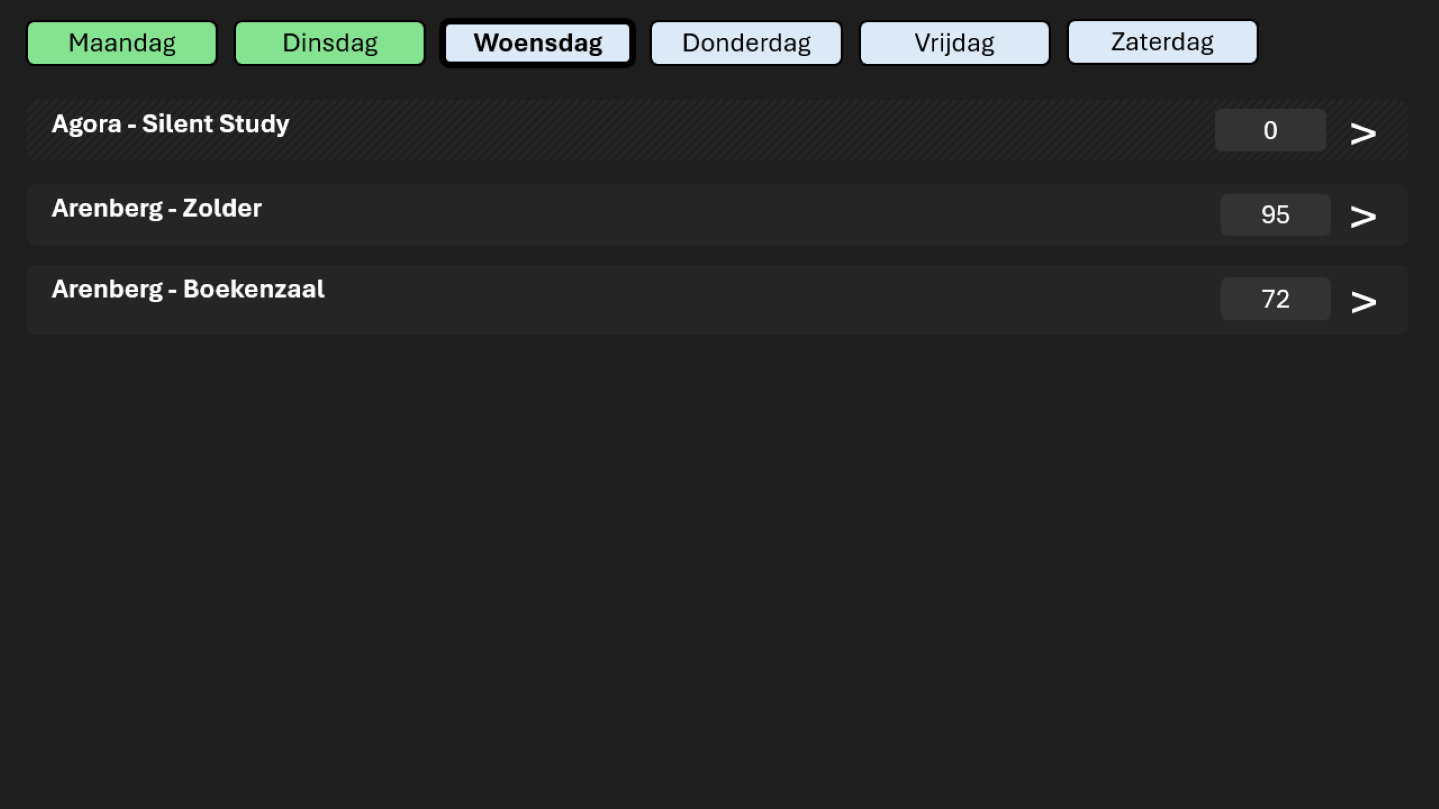 Maandag Dinsdag Woensdag Donderdag Vrijdag Zaterdag
Agora - Silent Study 0 >
Arenberg - Zolder 95 >
Arenberg - Boekenzaal 72 >